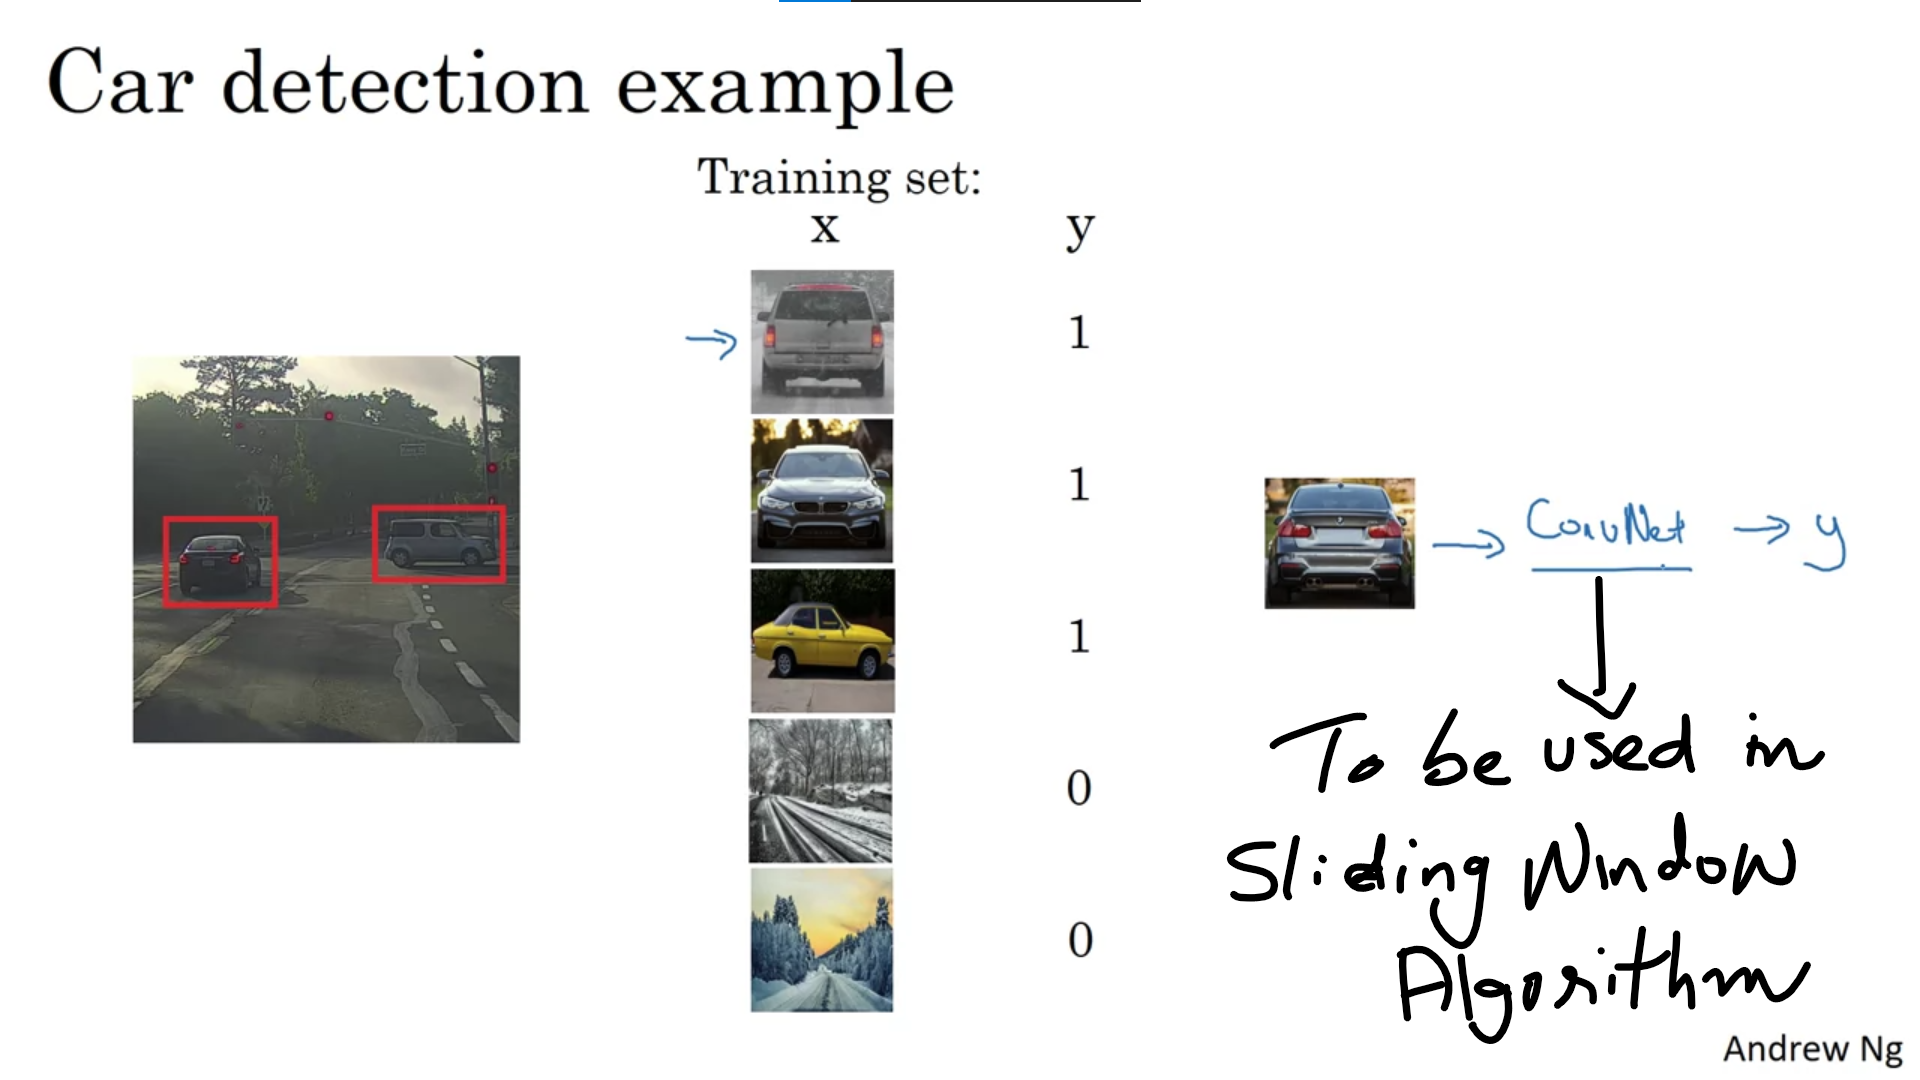 Car detection example
Training set:
x y
1
1
ConvNet → y
1
To be used in
0
Sliding Window
0
Algorithm
Andrew Ng